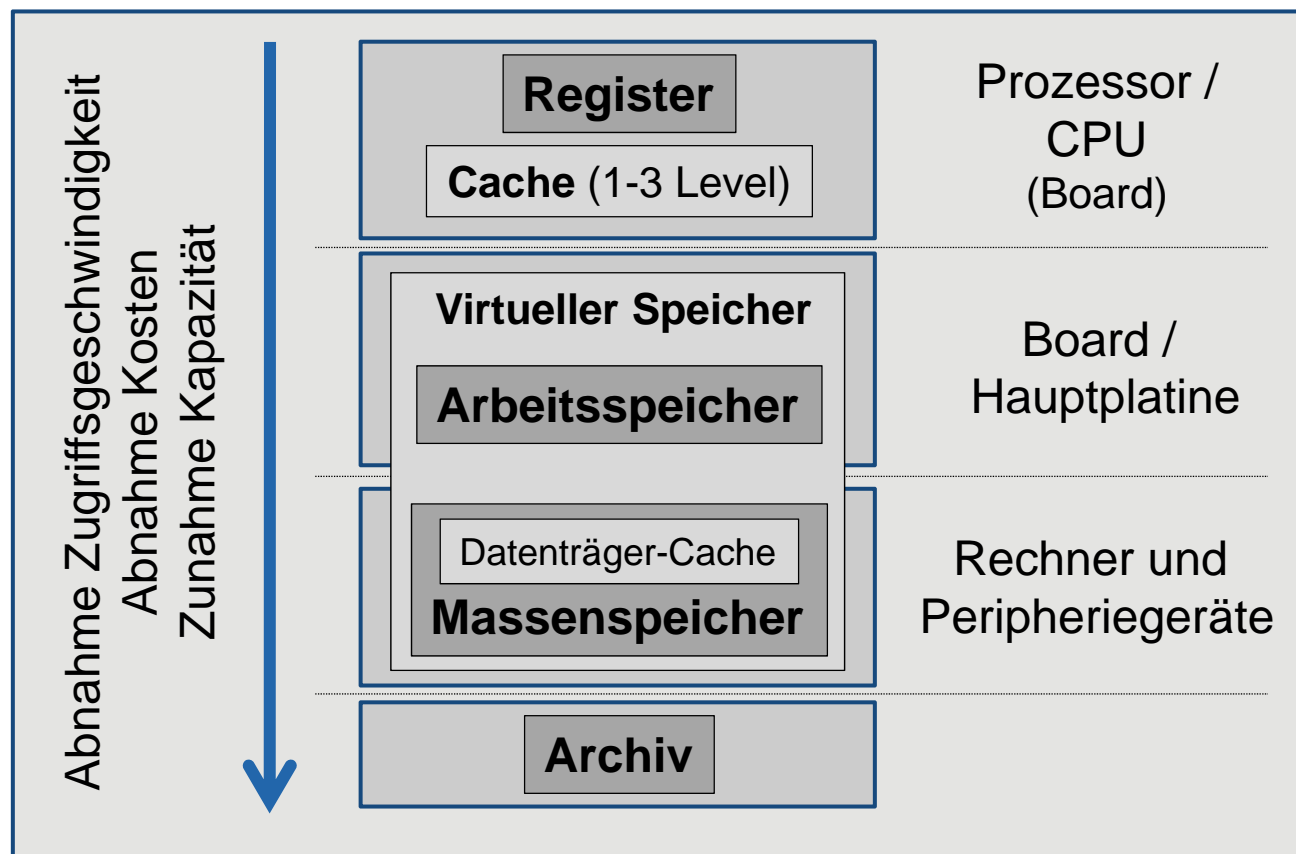 Abnahme Zugriffsgeschwindigkeit
Abnahme Kosten
Zunahme Kapazität
Register
Cache (1-3 Level)
Prozessor /
CPU
(Board)
Virtueller Speicher
Arbeitsspeicher
Board /
Hauptplatine
Datenträger-Cache
Massenspeicher
Rechner und
Peripheriegeräte
Archiv